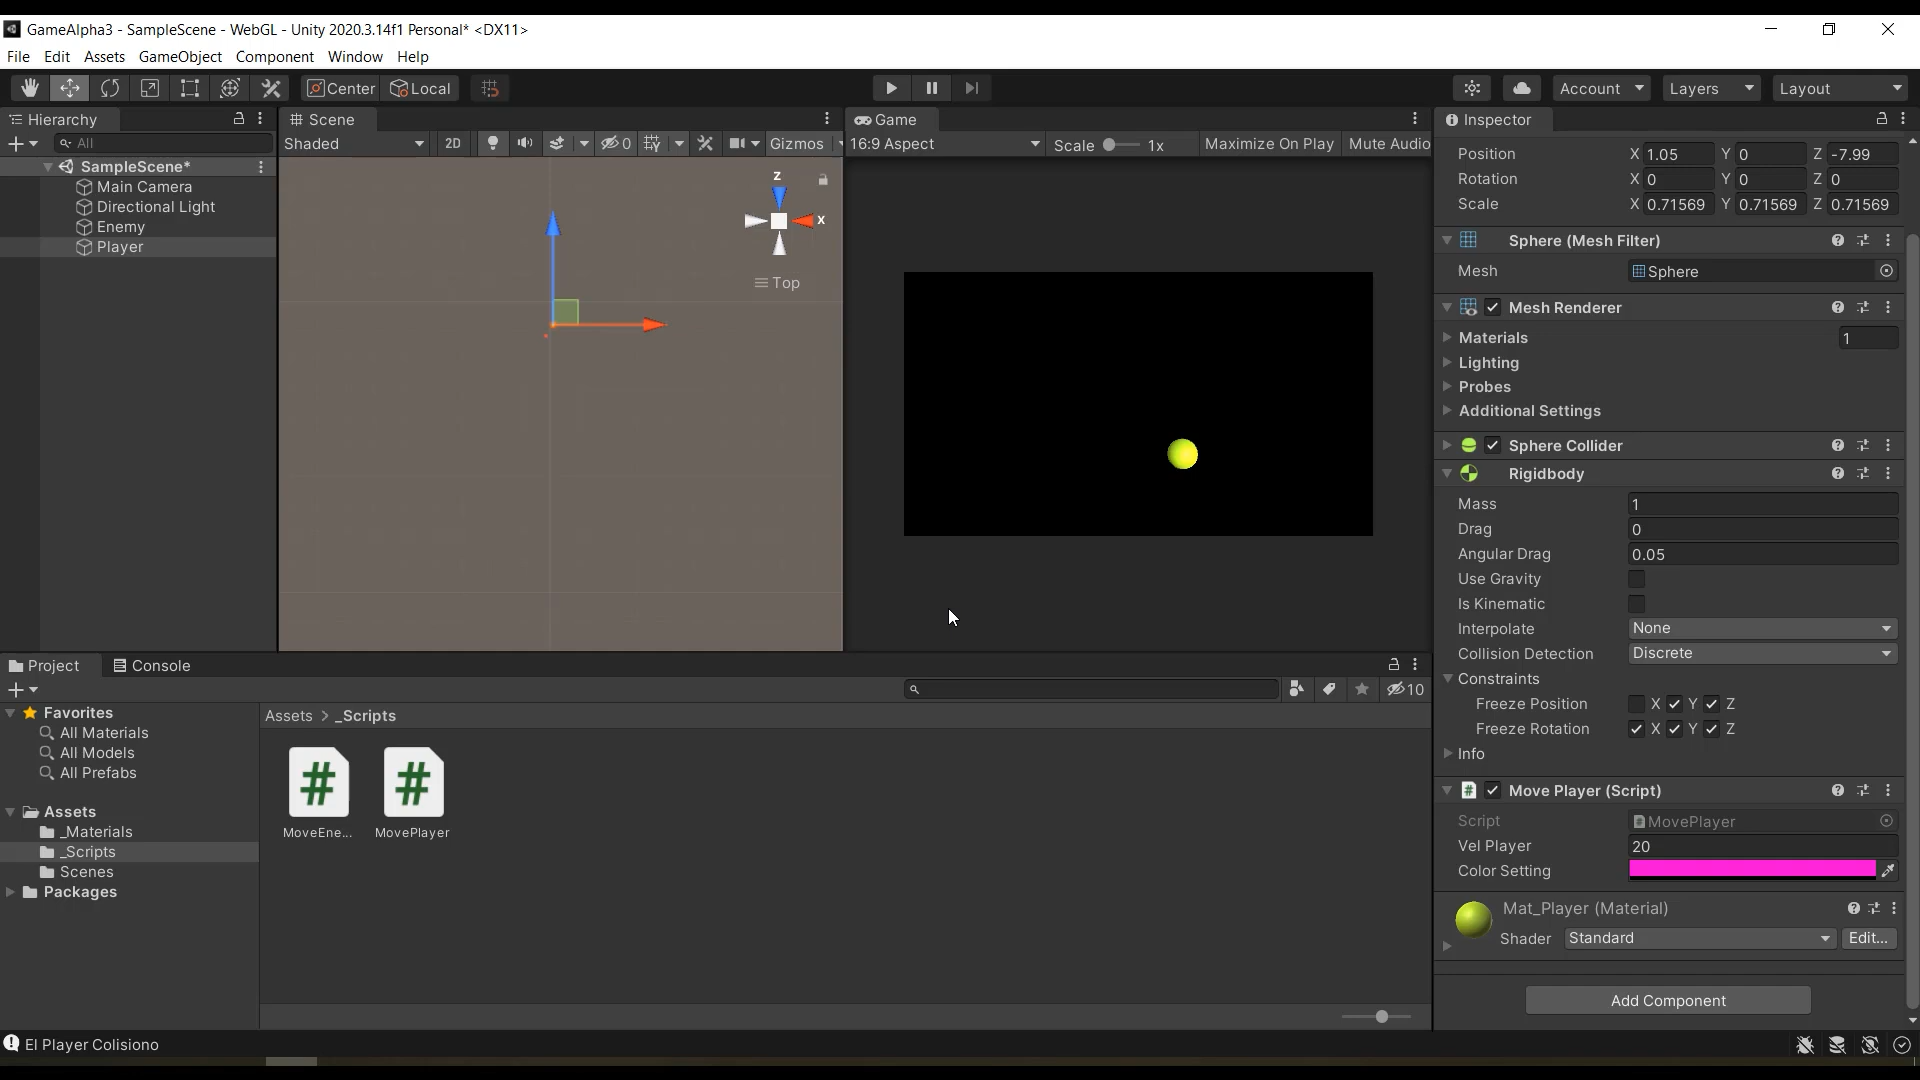 GameAlpha3 - SampleScene - WebGL - Unity 2020.3.14f1 Personal* <DX11>
File Edit Assets GameObject Component Window Help
Center Local Account Layers Layout
Hierarchy
All
SampleScene*
Main Camera
Directional Light
Enemy
Player
Scene
Shaded 2D 0 Gizmos
z
x
Top
Game
16:9 Aspect Scale 1x Maximize On Play Mute Audio
Inspector
Position X 1.05 Y 0 Z -7.99
Rotation X 0 Y 0 Z 0
Scale X 0.71569 Y 0.71569 Z 0.71569
Sphere (Mesh Filter)
Mesh Sphere
Mesh Renderer
Materials 1
Lighting
Probes
Additional Settings
Sphere Collider
Rigidbody
Mass 1
Drag 0
Angular Drag 0.05
Use Gravity
Is Kinematic
Interpolate None
Collision Detection Discrete
Constraints
Freeze Position X Y Z
Freeze Rotation X Y Z
Info
# Move Player (Script)
Script MovePlayer
Vel Player 20
Color Setting
Mat_Player (Material)
Shader Standard Edit...
Add Component
Project Console
10
Favorites
All Materials
All Models
All Prefabs
Assets
_Materials
_Scripts
Scenes
Packages
Assets > _Scripts
# #
MoveEne... MovePlayer
El Player Colisiono